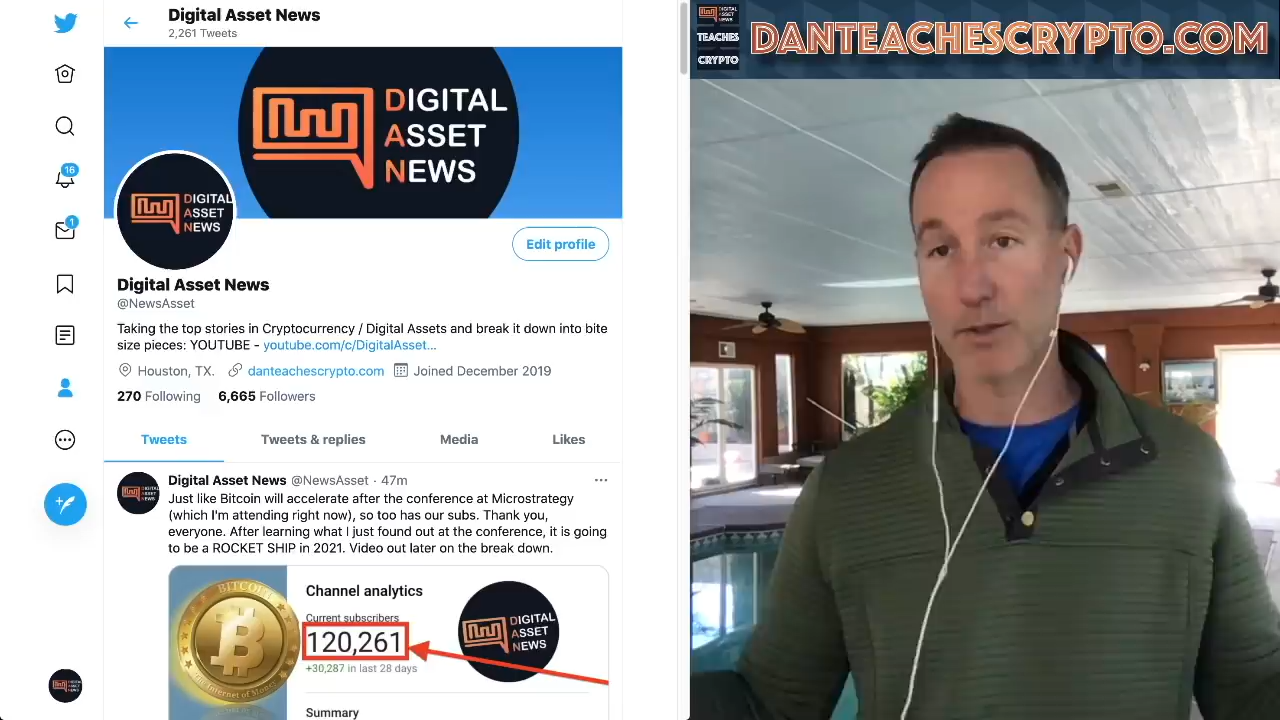 Digital Asset News
2,261 Tweets
DIGITAL
ASSET
NEWS
DIGITAL
ASSET
NEWS
Edit profile
Digital Asset News
@NewsAsset
Taking the top stories in Cryptocurrency / Digital Assets and break it down into bite
size pieces: YOUTUBE - youtube.com/c/DigitalAsset...
Houston, TX. danteachescrypto.com Joined December 2019
270 Following 6,665 Followers
Tweets Tweets & replies Media Likes
16
1
Digital Asset News @NewsAsset · 47m
Just like Bitcoin will accelerate after the conference at Microstrategy
(which I'm attending right now), so too has our subs. Thank you,
everyone. After learning what I just found out at the conference, it is going
to be a ROCKET SHIP in 2021. Video out later on the break down.
BITCOIN
The Internet of Money
Channel analytics
Current subscribers
120,261
+30,287 in last 28 days
Summary
DIGITAL
ASSET
NEWS
DIGITAL
ASSET
NEWS
TEACHES
CRYPTO
DANTEACHESCRYPTO.COM